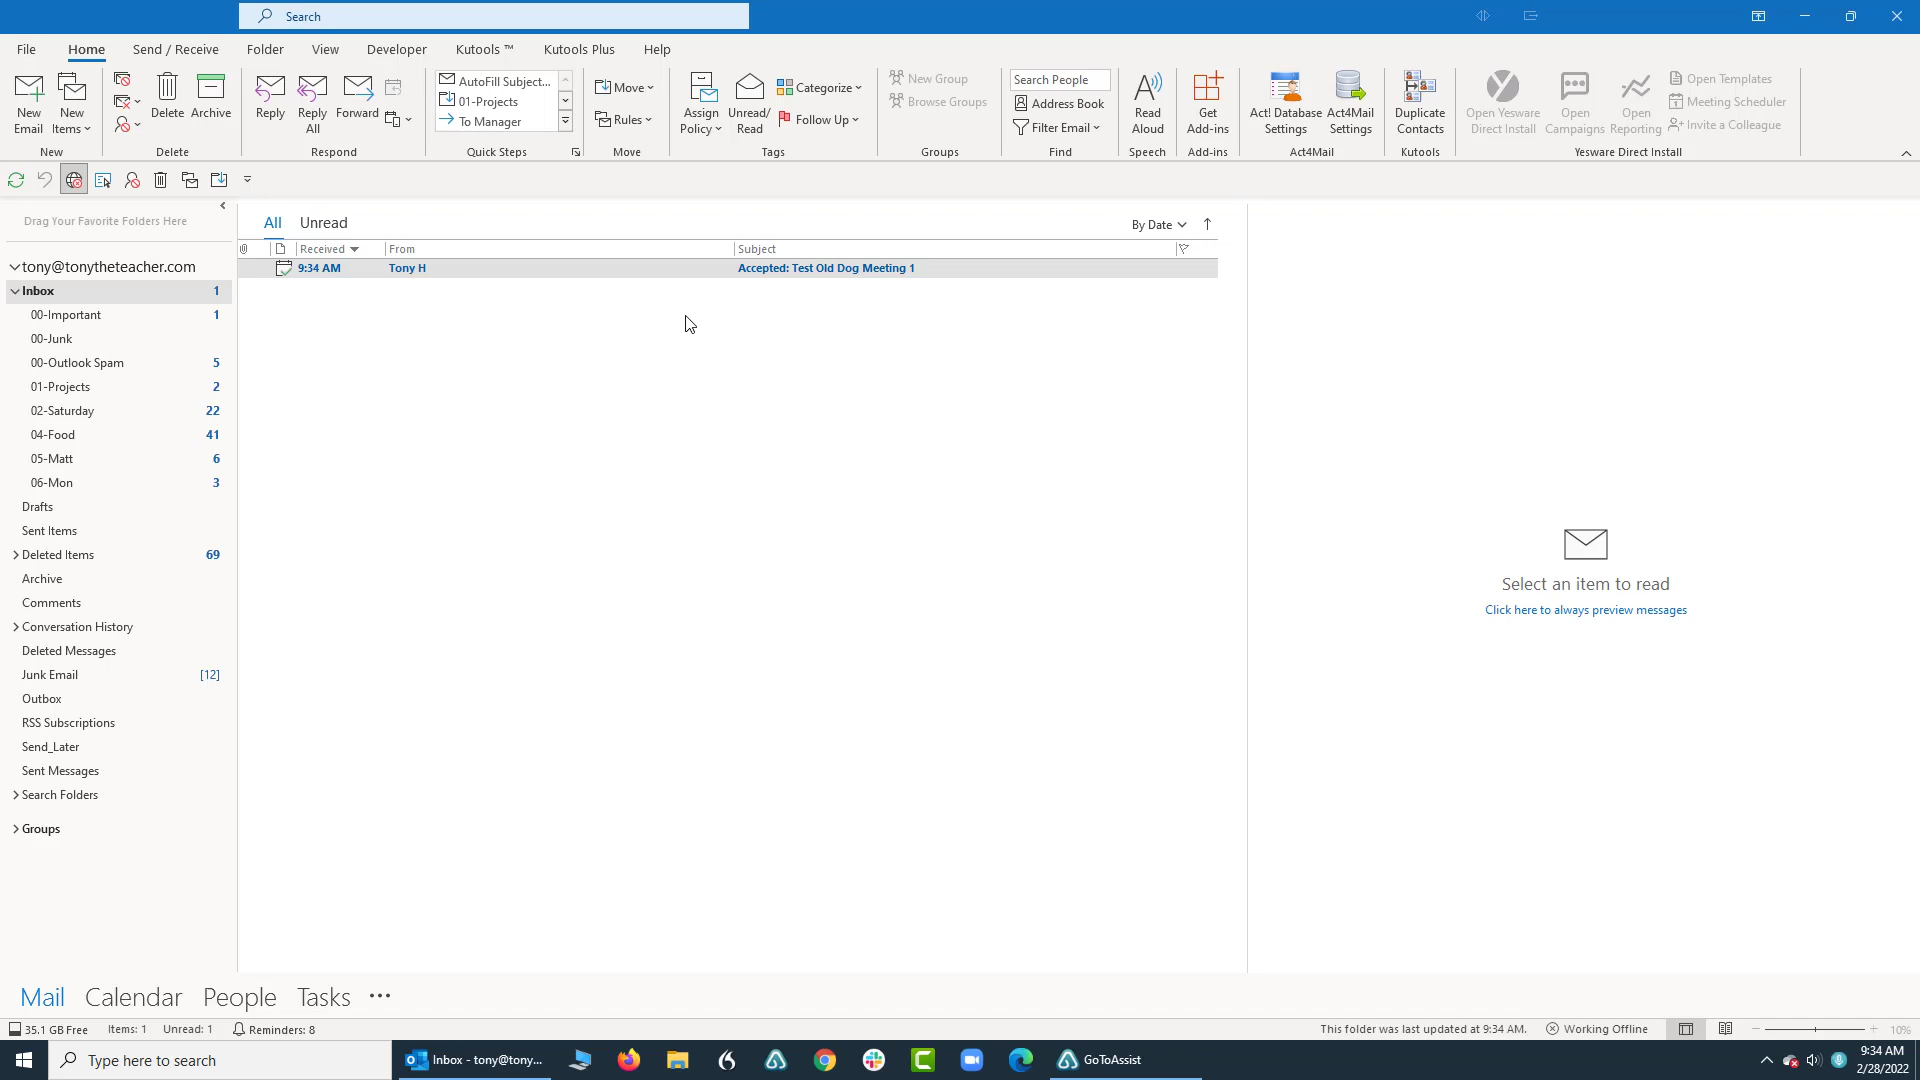 Search
File Home Send / Receive Folder View Developer Kutools ™ Kutools Plus Help
New Email
New Items
Delete
Archive
Reply
Reply All
Forward
AutoFill Subject...
01-Projects
To Manager
Move
Rules
Assign Policy
Unread/ Read
Categorize
Follow Up
New Group
Browse Groups
Search People
Address Book
Filter Email
Read Aloud
Get Add-ins
Act! Database Settings
Act4Mail Settings
Duplicate Contacts
Open Yesware Direct Install
Open Campaigns
Open Reporting
Open Templates
Meeting Scheduler
Invite a Colleague
New Delete Respond Quick Steps Move Tags Groups Find Speech Add-ins Act4Mail Kutools Yesware Direct Install
Drag Your Favorite Folders Here
tony@tonytheteacher.com
Inbox 1
00-Important 1
00-Junk
00-Outlook Spam 5
01-Projects 2
02-Saturday 22
04-Food 41
05-Matt 6
06-Mon 3
Drafts
Sent Items
Deleted Items 69
Archive
Comments
Conversation History
Deleted Messages
Junk Email [12]
Outbox
RSS Subscriptions
Send_Later
Sent Messages
Search Folders
Groups
All Unread By Date
Received From Subject
9:34 AM Tony H Accepted: Test Old Dog Meeting 1
Select an item to read
Click here to always preview messages
Mail Calendar People Tasks •••
35.1 GB Free Items: 1 Unread: 1 Reminders: 8 This folder was last updated at 9:34 AM. Working Offline 10%
Type here to search
Inbox - tony@tony...
GoToAssist
9:34 AM
2/28/2022